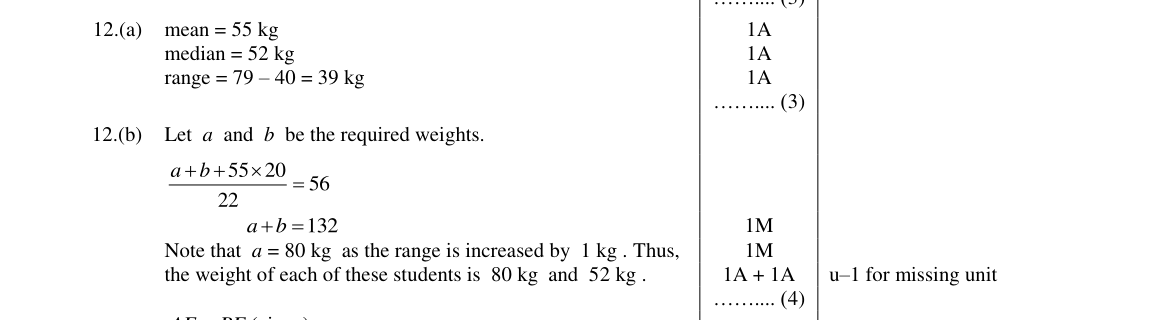 .......... (3)
12.(a) mean = 55 kg 1A
median = 52 kg 1A
range = 79 – 40 = 39 kg 1A
.......... (3)
12.(b) Let a and b be the required weights.
(a+b+55×20)/22 = 56
a+b=132 1M
Note that a = 80 kg as the range is increased by 1 kg . Thus, 1M
the weight of each of these students is 80 kg and 52 kg . 1A + 1A u–1 for missing unit
.......... (4)